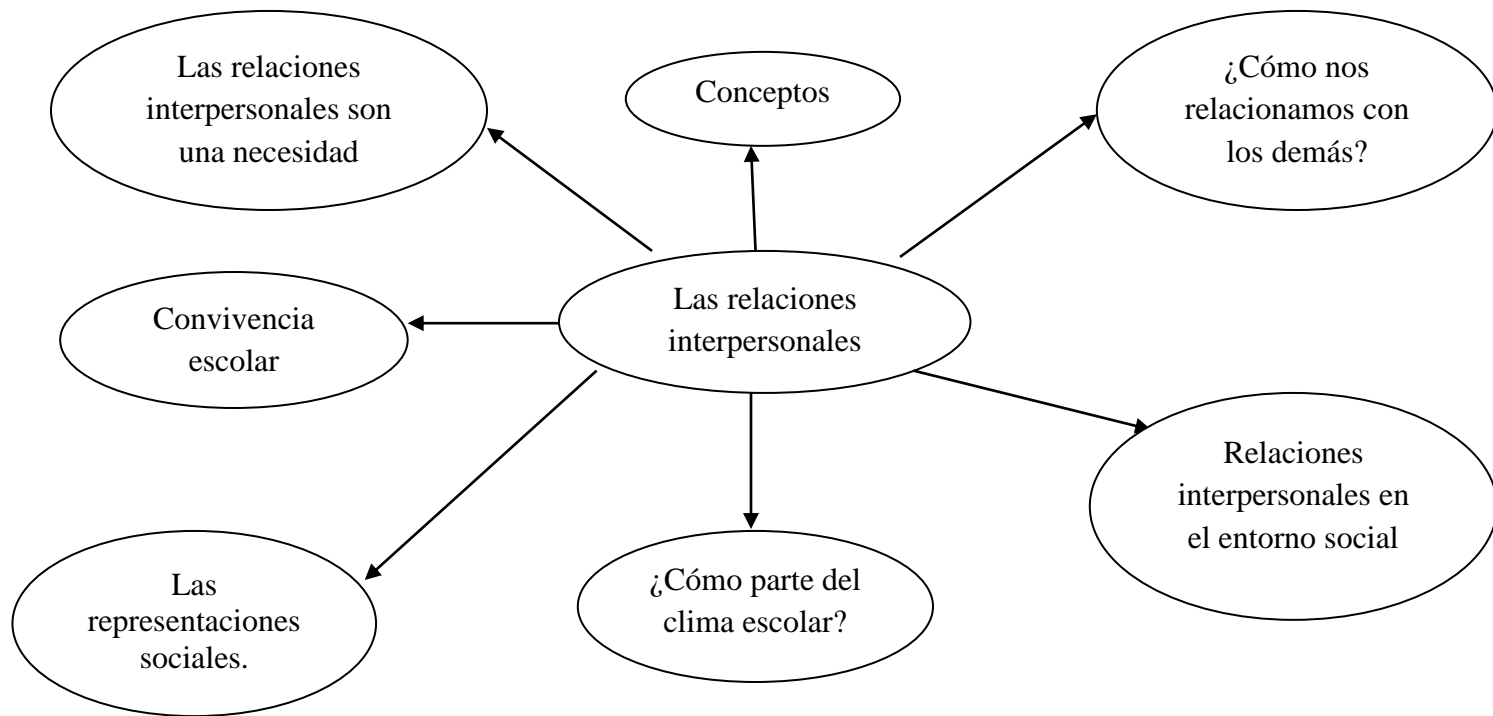 Las relaciones
interpersonales son
una necesidad
Conceptos
¿Cómo nos
relacionamos con
los demás?
Convivencia
escolar
Las relaciones
interpersonales
Relaciones
interpersonales en
el entorno social
Las
representaciones
sociales.
¿Cómo parte del
clima escolar?